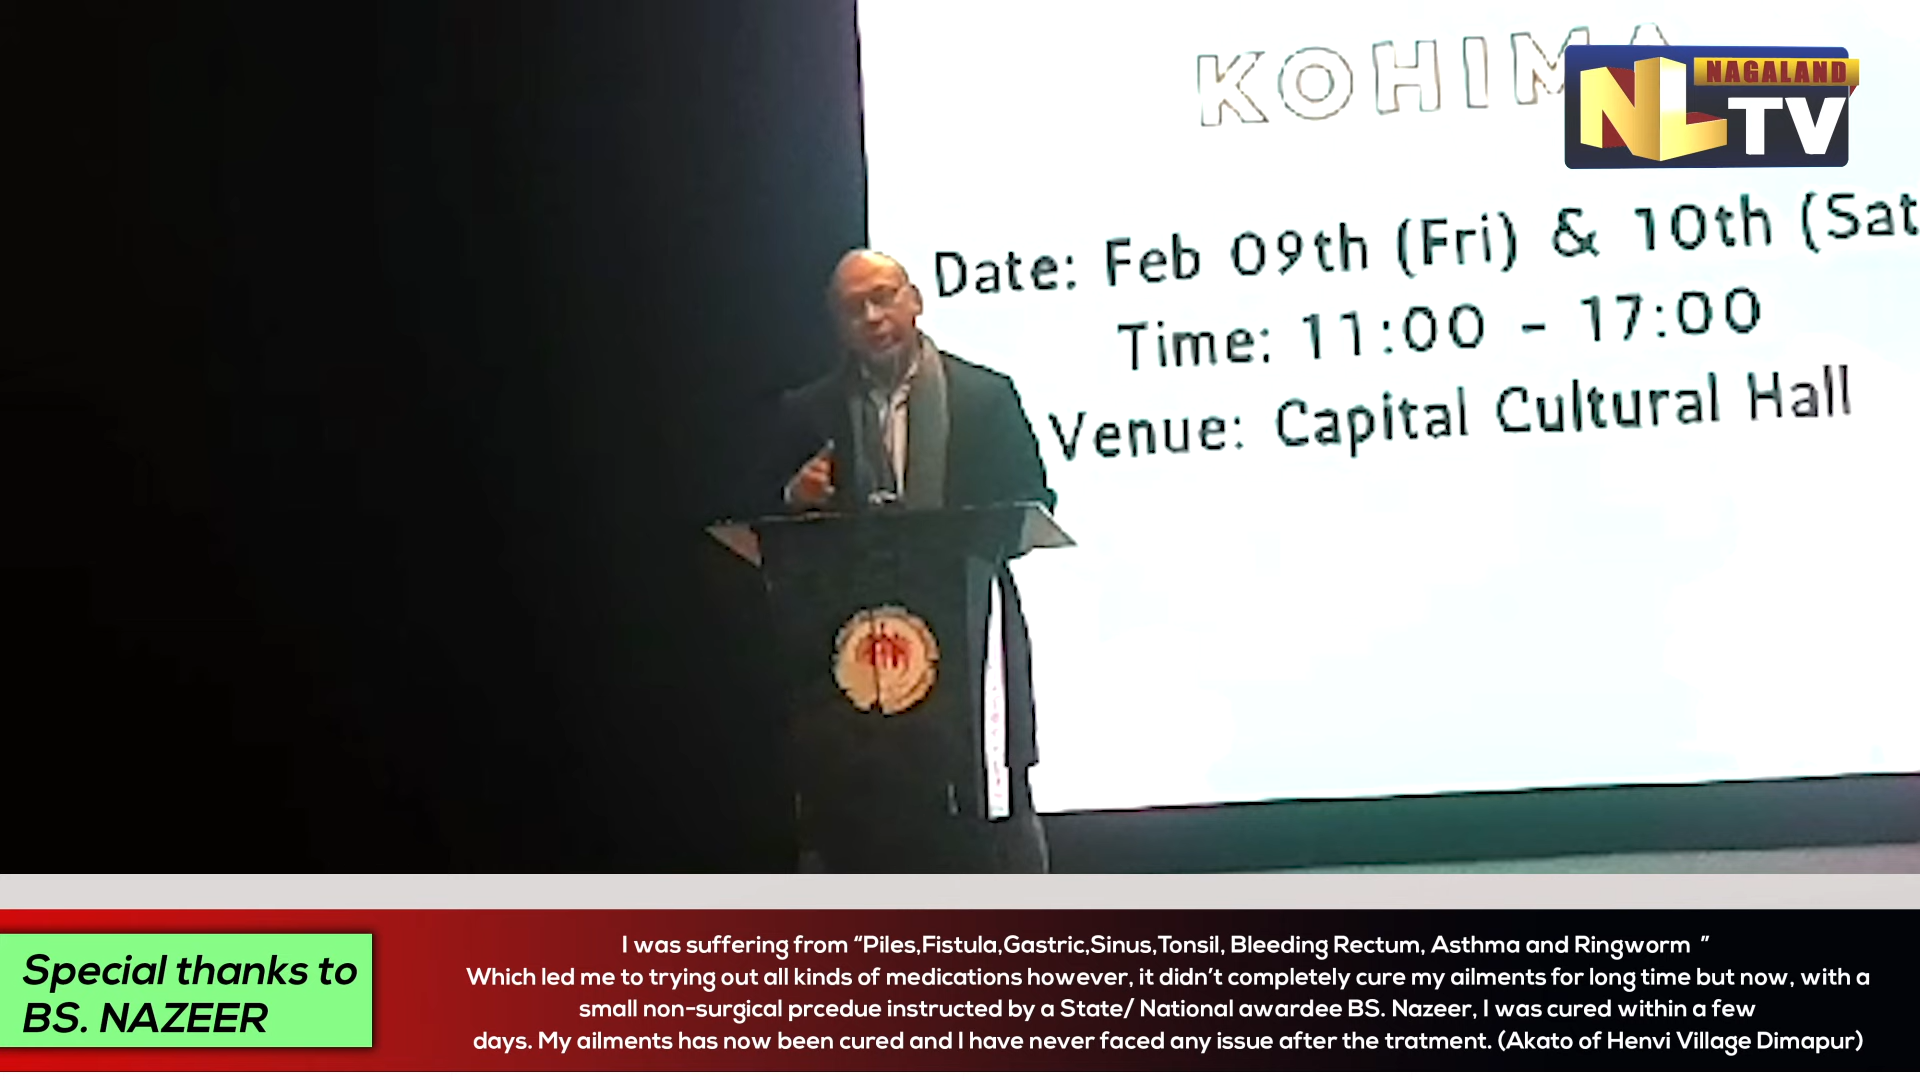 KOHIMA
NAGALAND
NL TV
Date: Feb 09th (Fri) & 10th (Sat
Time: 11:00 - 17:00
Venue: Capital Cultural Hall
Special thanks to
BS. NAZEER
I was suffering from “Piles,Fistula,Gastric,Sinus,Tonsil, Bleeding Rectum, Asthma and Ringworm ”
Which led me to trying out all kinds of medications however, it didn’t completely cure my ailments for long time but now, with a
small non-surgical prcedue instructed by a State/ National awardee BS. Nazeer, I was cured within a few
days. My ailments has now been cured and I have never faced any issue after the tratment. (Akato of Henvi Village Dimapur)